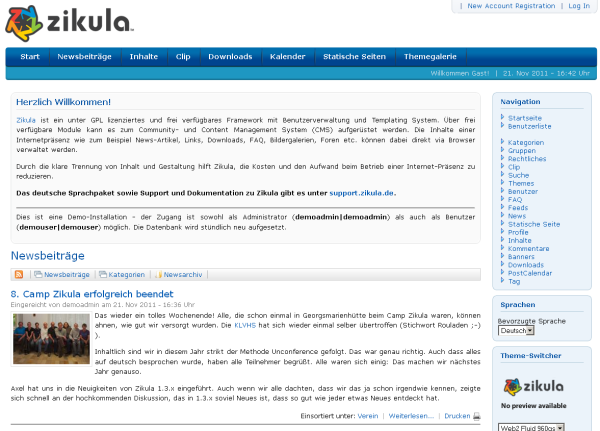 zikula
| New Account Registration | Log In
Start Newsbeiträge Inhalte Clip Downloads Kalender Statische Seiten Themegalerie
Willkommen Gast! | 21. Nov 2011 - 16:42 Uhr
Herzlich Willkommen!
Zikula ist ein unter GPL lizenziertes und frei verfügbares Framework mit Benutzerverwaltung und Templating System. Über frei
verfügbare Module kann es zum Community- und Content Management System (CMS) aufgerüstet werden. Die Inhalte einer
Internetpräsenz wie zum Beispiel News-Artikel, Links, Downloads, FAQ, Bildergalerien, Foren etc. können dabei direkt via Browser
verwaltet werden.
Durch die klare Trennung von Inhalt und Gestaltung hilft Zikula, die Kosten und den Aufwand beim Betrieb einer Internet-Präsenz zu
reduzieren.
Das deutsche Sprachpaket sowie Support und Dokumentation zu Zikula gibt es unter support.zikula.de.
Dies ist eine Demo-Installation - der Zugang ist sowohl als Administrator (demoadmin|demoadmin) als auch als Benutzer
(demouser|demouser) möglich. Die Datenbank wird stündlich neu aufgesetzt.
Newsbeiträge
Newsbeiträge | Kategorien | Newsarchiv
8. Camp Zikula erfolgreich beendet
Eingereicht von demoadmin am 21. Nov 2011 - 16:36 Uhr
Das wieder ein tolles Wochenende! Alle, die schon einmal in Georgsmarienhütte beim Camp Zikula waren, können
ahnen, wie gut wir versorgt wurden. Die KLVHS hat sich wieder einmal selber übertroffen (Stichwort Rouladen ;-)
).
Inhaltlich sind wir in diesem Jahr strikt der Methode Unconference gefolgt. Das war genau richtig. Auch dass alles
auf deutsch besprochen wurde, haben alle Teilnehmer begrüßt. Alle waren sich einig: Das machen wir nächstes
Jahr genauso.
Axel hat uns in die Neuigkeiten von Zikula 1.3.x eingeführt. Auch wenn wir alle dachten, dass wir das ja schon irgendwie kennen, zeigte
sich schnell an der hochkommenden Diskussion, das in 1.3.x soviel Neues ist, dass so gut wie jeder etwas Neues entdeckt hat.
Einsortiert unter: Verein | Weiterlesen... | Drucken
Navigation
Startseite
Benutzerliste
Kategorien
Gruppen
Rechtliches
Clip
Suche
Themes
Benutzer
FAQ
Feeds
News
Statische Seite
Profile
Inhalte
Kommentare
Banners
Downloads
PostCalendar
Tag
Sprachen
Bevorzugte Sprache
Deutsch
Theme-Switcher
zikula
No preview available
Web2 Fluid 960gs